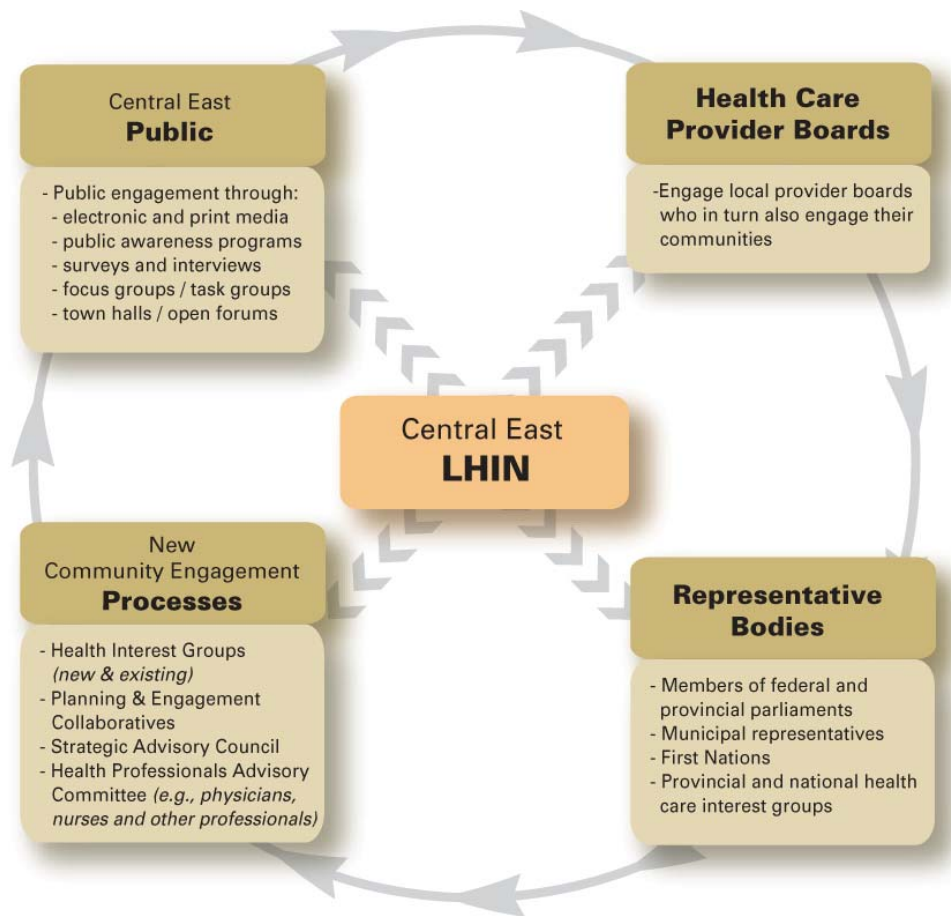 Central East
Public
- Public engagement through:
- electronic and print media
- public awareness programs
- surveys and interviews
- focus groups / task groups
- town halls / open forums
Health Care
Provider Boards
-Engage local provider boards
who in turn also engage their
communities
Central East
LHIN
New
Community Engagement
Processes
- Health Interest Groups
(new & existing)
- Planning & Engagement
Collaboratives
- Strategic Advisory Council
- Health Professionals Advisory
Committee (e.g., physicians,
nurses and other professionals)
Representative
Bodies
- Members of federal and
provincial parliaments
- Municipal representatives
- First Nations
- Provincial and national health
care interest groups